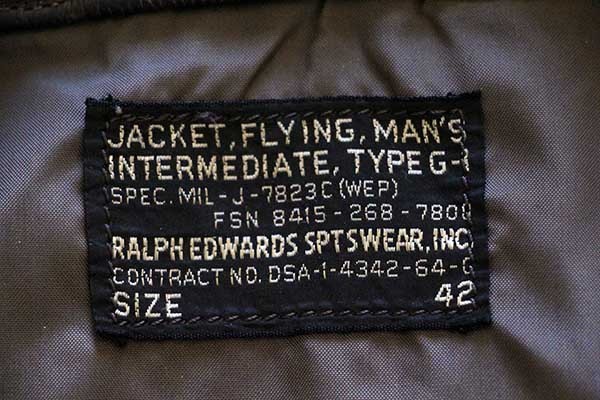 JACKET, FLYING, MAN'S
INTERMEDIATE, TYPE G-1
SPEC. MIL-J-7823C (WEP)
FSN 8415-268-780
RALPH EDWARDS SPTSWEAR, INC
CONTRACT NO. DSA-1-4342-64-C
SIZE 42